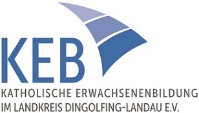 KEB
KATHOLISCHE ERWACHSENENBILDUNG
IM LANDKREIS DINGOLFING-LANDAU E.V.